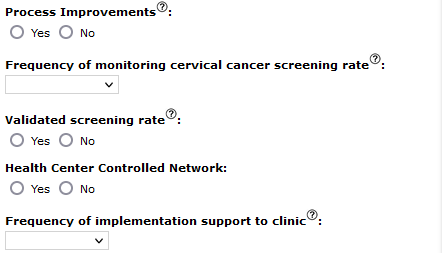 Process Improvements?:
Yes No
Frequency of monitoring cervical cancer screening rate?:
Validated screening rate?:
Yes No
Health Center Controlled Network:
Yes No
Frequency of implementation support to clinic?: